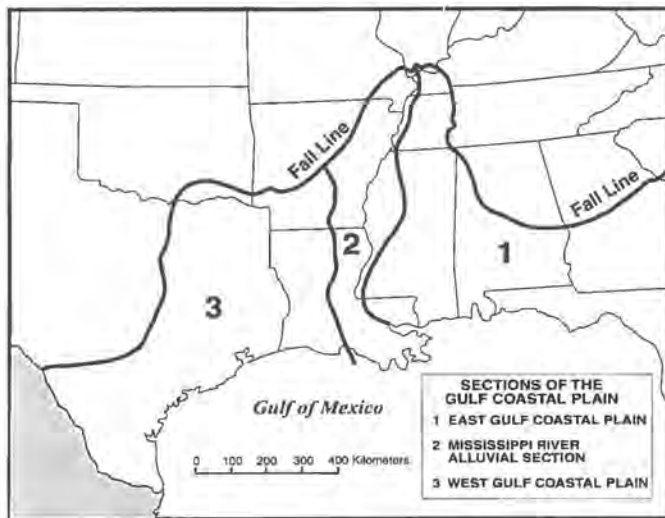 Fall Line
Fall Line
1
2
3
Gulf of Mexico
0 100 200 300 400 Kilometers
SECTIONS OF THE
GULF COASTAL PLAIN
1 EAST GULF COASTAL PLAIN
2 MISSISSIPPI RIVER
ALLUVIAL SECTION
3 WEST GULF COASTAL PLAIN